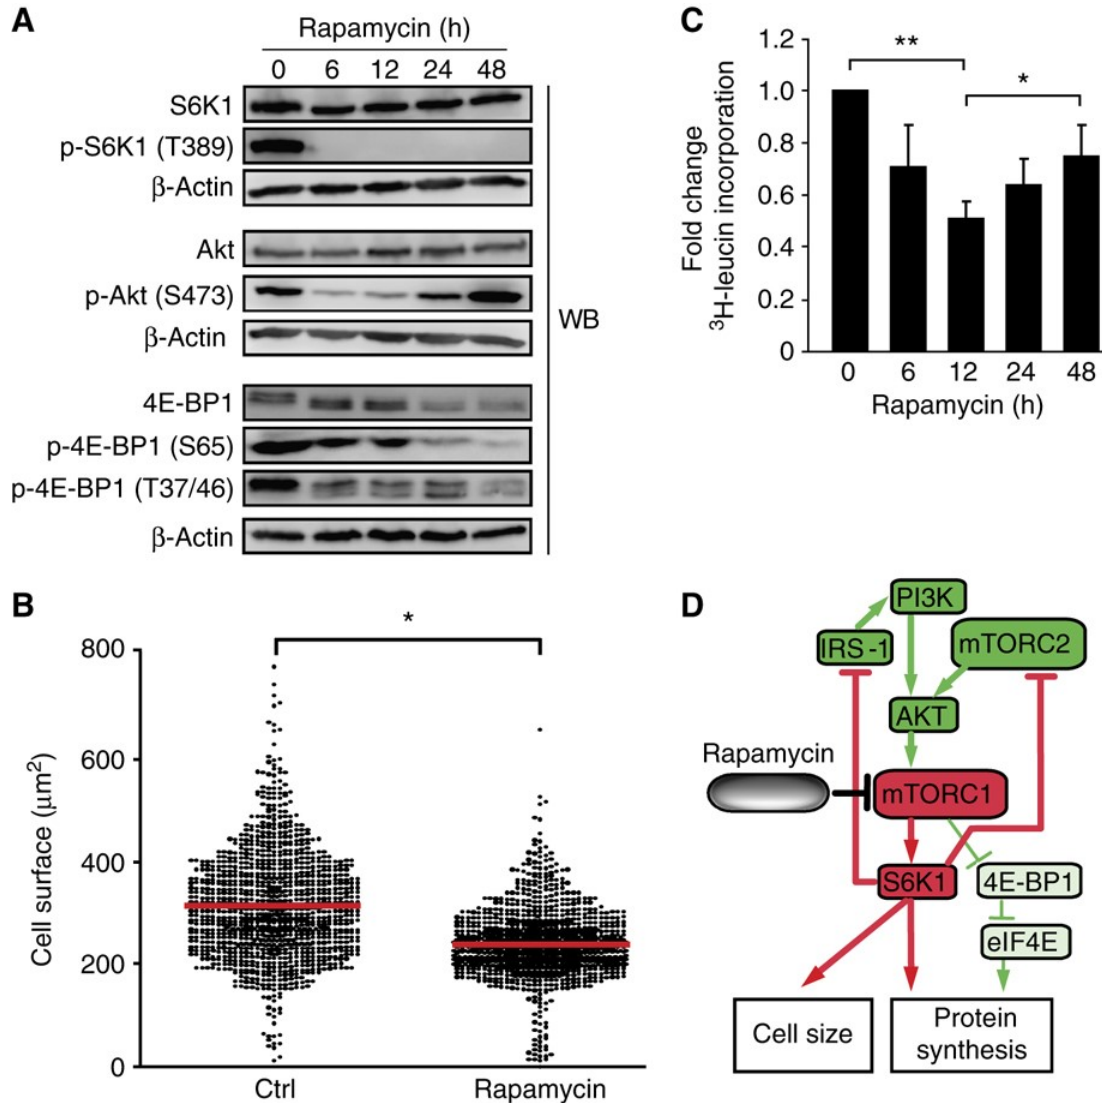 A
Rapamycin (h)
0 6 12 24 48
S6K1
p-S6K1 (T389)
β-Actin
Akt
p-Akt (S473)
β-Actin
4E-BP1
p-4E-BP1 (S65)
p-4E-BP1 (T37/46)
β-Actin
WB
B
*
Cell surface (μm²)
800
600
400
200
0
Ctrl Rapamycin
C
** *
Fold change
³H-leucin incorporation
1.2
1.0
0.8
0.6
0.4
0.2
0
0 6 12 24 48
Rapamycin (h)
D
PI3K
IRS-1
mTORC2
AKT
Rapamycin
mTORC1
S6K1
4E-BP1
eIF4E
Cell size
Protein
synthesis